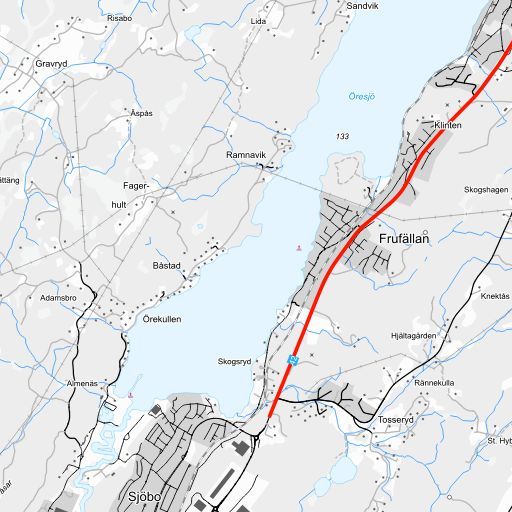 Sandvik
Risabo
Lida
Gravryd
Öresjö
Äspås
Klinten
133
Ramnavik
Fager-
hult
Skogshagen
Frufällan
Båstad
Adamsbro
Knektås
Örekullen
Hjältagården
Skogsryd
Almenäs
Rännekulla
Tosseryd
St. Hyb
Sjöbo